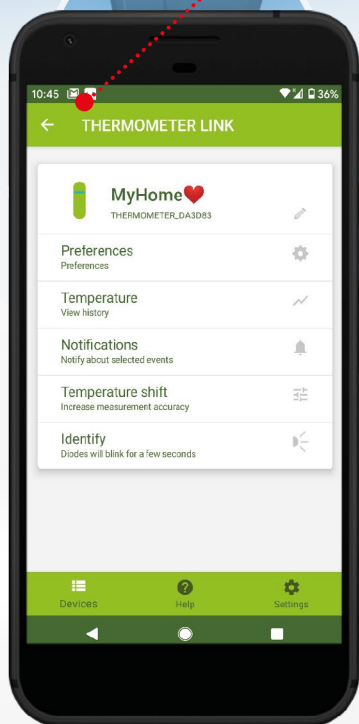 10:45 36%
THERMOMETER LINK
MyHome❤️
THERMOMETER_DA3D83
Preferences
Preferences
Temperature
View history
Notifications
Notify about selected events
Temperature shift
Increase measurement accuracy
Identify
Diodes will blink for a few seconds
Devices Help Settings